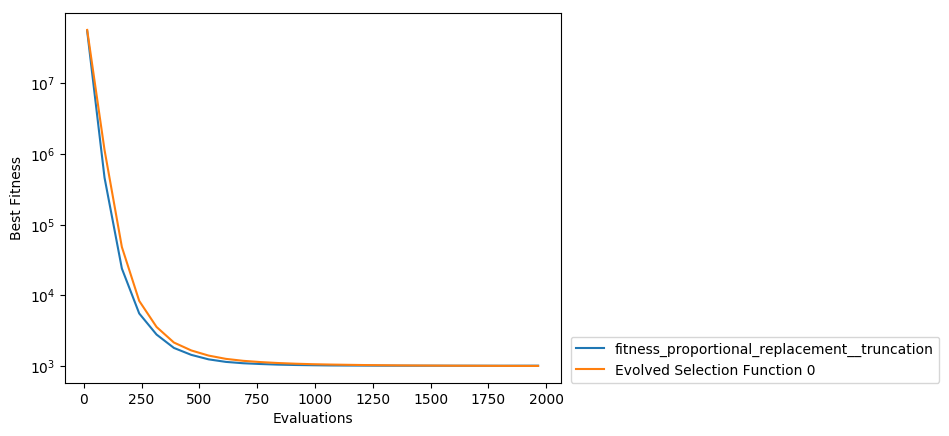 Best Fitness
10^7
10^6
10^5
10^4
10^3
0 250 500 750 1000 1250 1500 1750 2000
Evaluations
fitness_proportional_replacement__truncation
Evolved Selection Function 0